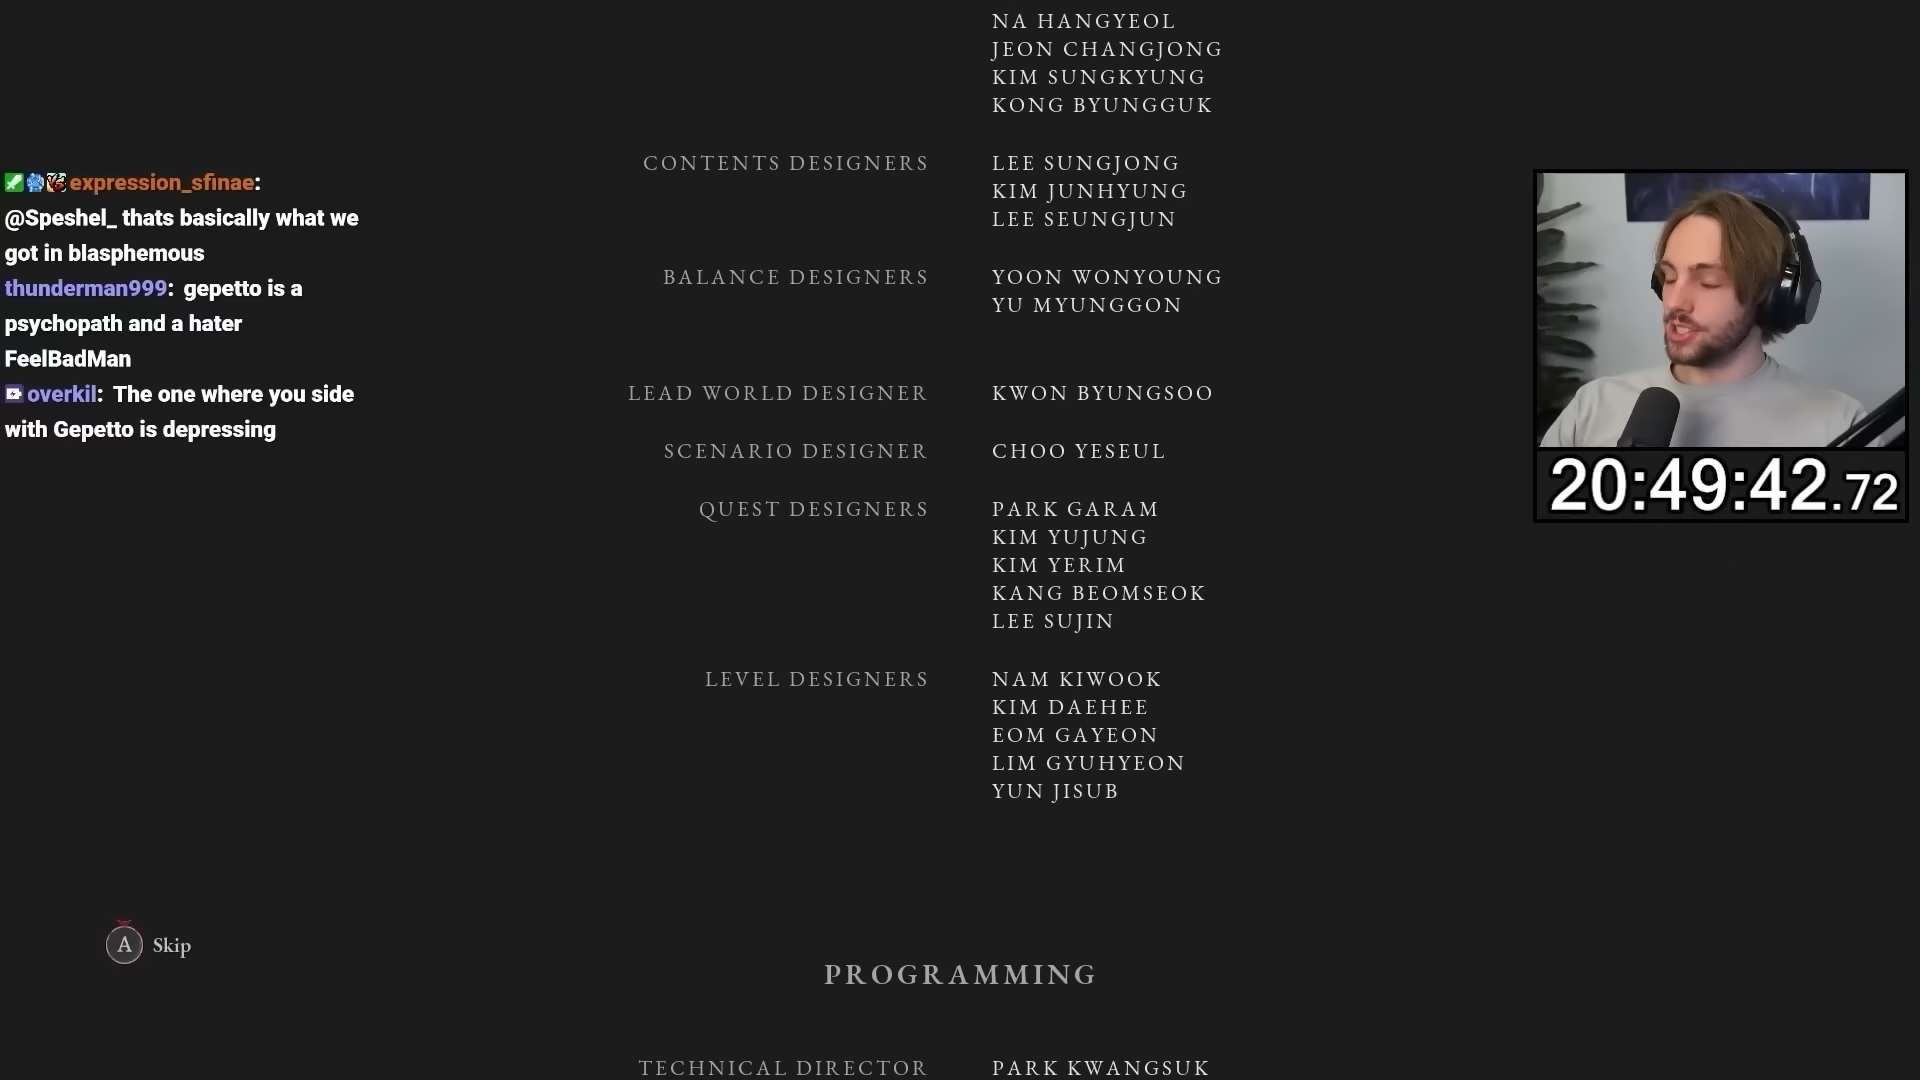 NA HANGYEOL
JEON CHANGJONG
KIM SUNGKYUNG
KONG BYUNGGUK
CONTENTS DESIGNERS LEE SUNGJONG
KIM JUNHYUNG
LEE SEUNGJUN
BALANCE DESIGNERS YOON WONYOUNG
YU MYUNGGON
LEAD WORLD DESIGNER KWON BYUNGSOO
SCENARIO DESIGNER CHOO YESEUL
QUEST DESIGNERS PARK GARAM
KIM YUJUNG
KIM YERIM
KANG BEOMSEOK
LEE SUJIN
LEVEL DESIGNERS NAM KIWOOK
KIM DAEHEE
EOM GAYEON
LIM GYUHYEON
YUN JISUB
PROGRAMMING
TECHNICAL DIRECTOR PARK KWANGSUK
expression_sfinae:
@Speshel_ thats basically what we
got in blasphemous
thunderman999: gepetto is a
psychopath and a hater
FeelBadMan
overkil: The one where you side
with Gepetto is depressing
A Skip
20:49:42.72